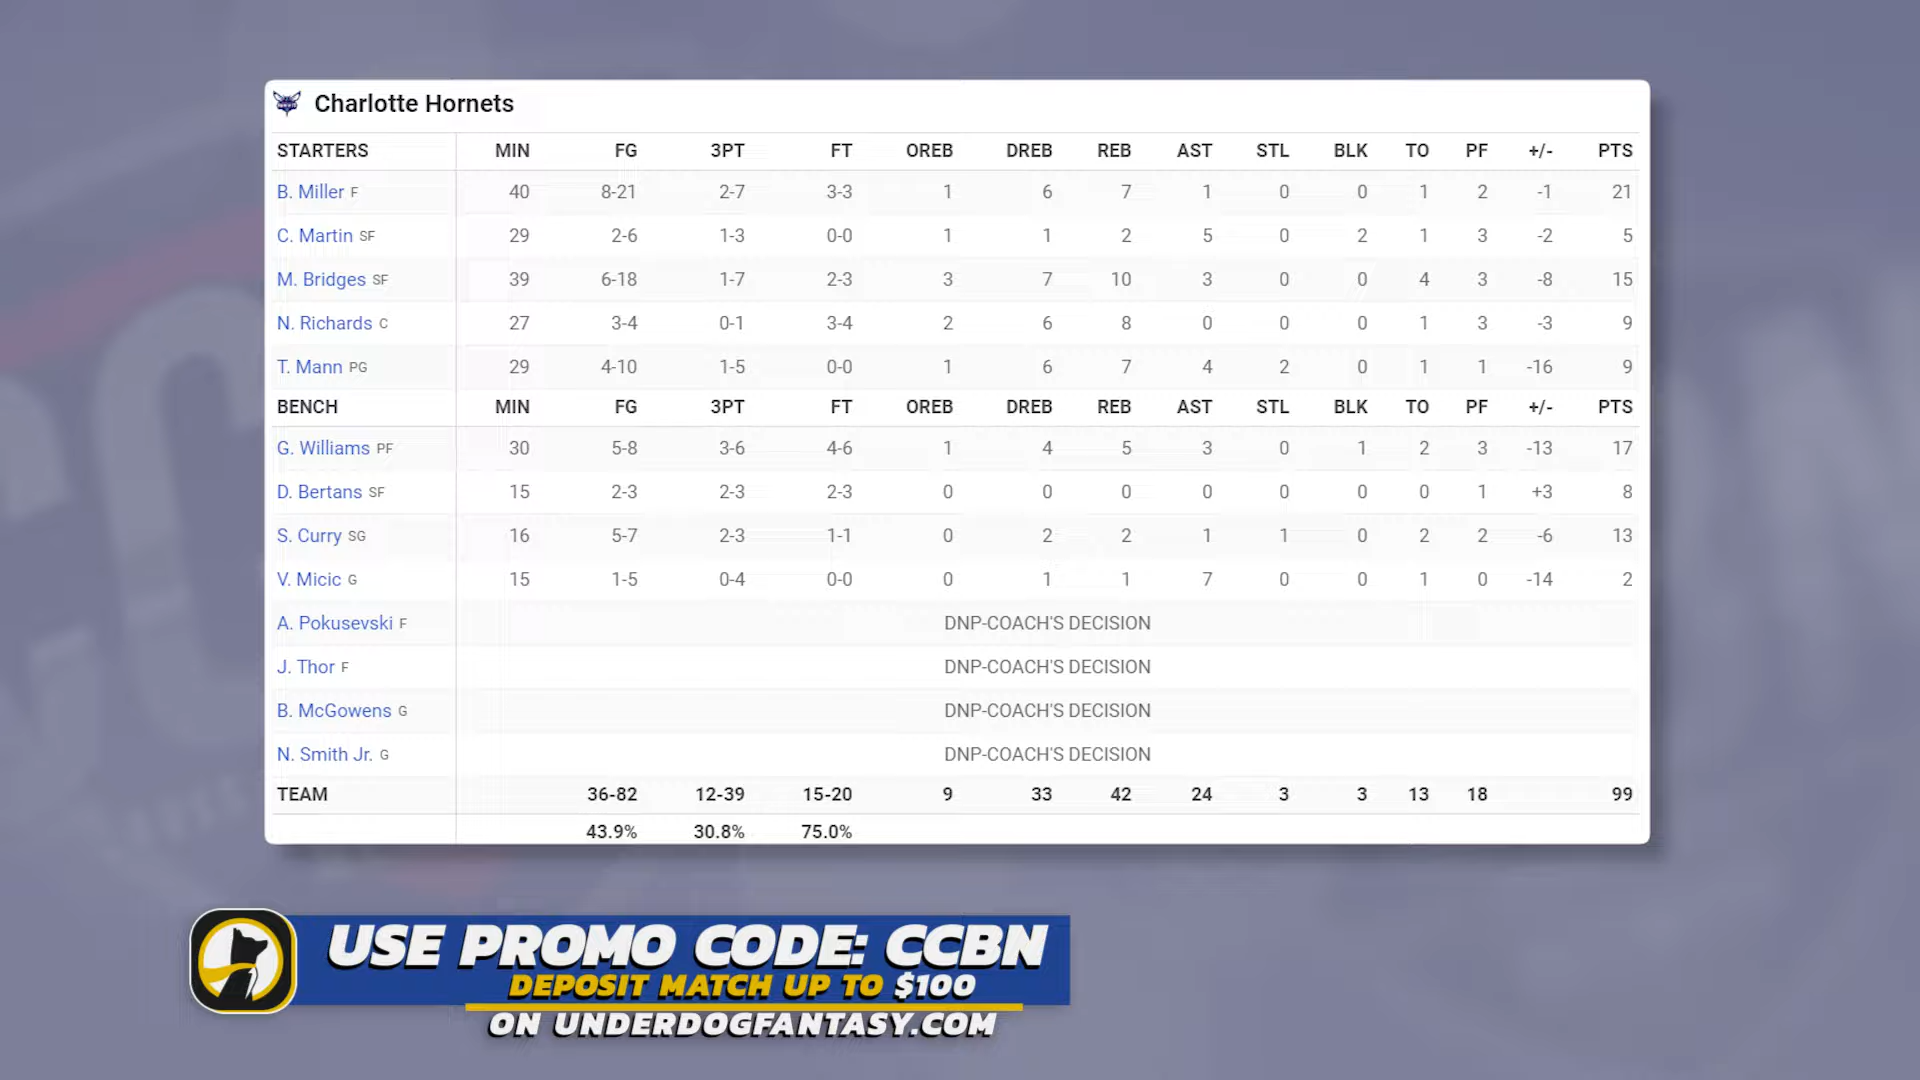 Charlotte Hornets
STARTERS MIN FG 3PT FT OREB DREB REB AST STL BLK TO PF +/- PTS
B. Miller F 40 8-21 2-7 3-3 1 6 7 1 0 0 1 2 -1 21
C. Martin SF 29 2-6 1-3 0-0 1 1 2 5 0 2 1 3 -2 5
M. Bridges SF 39 6-18 1-7 2-3 3 7 10 3 0 0 4 3 -8 15
N. Richards C 27 3-4 0-1 3-4 2 6 8 0 0 0 1 3 -3 9
T. Mann PG 29 4-10 1-5 0-0 1 6 7 4 2 0 1 1 -16 9
BENCH MIN FG 3PT FT OREB DREB REB AST STL BLK TO PF +/- PTS
G. Williams PF 30 5-8 3-6 4-6 1 4 5 3 0 1 2 3 -13 17
D. Bertans SF 15 2-3 2-3 2-3 0 0 0 0 0 0 0 1 +3 8
S. Curry SG 16 5-7 2-3 1-1 0 2 2 1 1 0 2 2 -6 13
V. Micic G 15 1-5 0-4 0-0 0 1 1 7 0 0 1 0 -14 2
A. Pokusevski F DNP-COACH'S DECISION
J. Thor F DNP-COACH'S DECISION
B. McGowens G DNP-COACH'S DECISION
N. Smith Jr. G DNP-COACH'S DECISION
TEAM 36-82 12-39 15-20 9 33 42 24 3 3 13 18 99
43.9% 30.8% 75.0%
USE PROMO CODE: CCBN
DEPOSIT MATCH UP TO $100
ON UNDERDOGFANTASY.COM